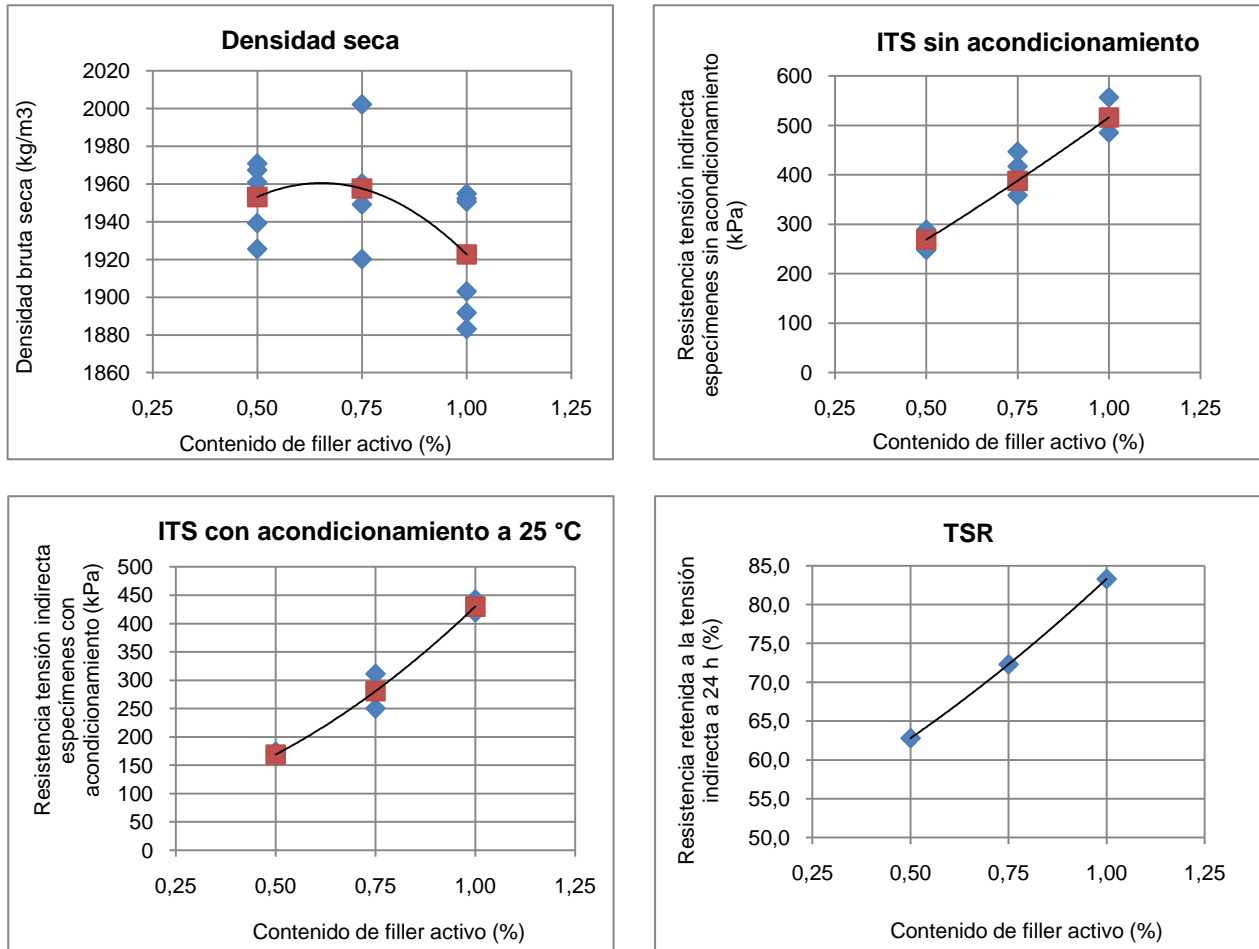 Densidad seca
Densidad bruta seca (kg/m3)
2020
2000
1980
1960
1940
1920
1900
1880
1860
0,25 0,50 0,75 1,00 1,25
Contenido de filler activo (%)
ITS sin acondicionamiento
Resistencia tensión indirecta
especímenes sin acondicionamiento
(kPa)
600
500
400
300
200
100
0
0,25 0,50 0,75 1,00 1,25
Contenido de filler activo (%)
ITS con acondicionamiento a 25 °C
Resistencia tensión indirecta
especímenes con
acondicionamiento (kPa)
500
450
400
350
300
250
200
150
100
50
0
0,25 0,50 0,75 1,00 1,25
Contenido de filler activo (%)
TSR
Resistencia retenida a la tensión
indirecta a 24 h (%)
85,0
80,0
75,0
70,0
65,0
60,0
55,0
50,0
0,25 0,50 0,75 1,00 1,25
Contenido de filler activo (%)